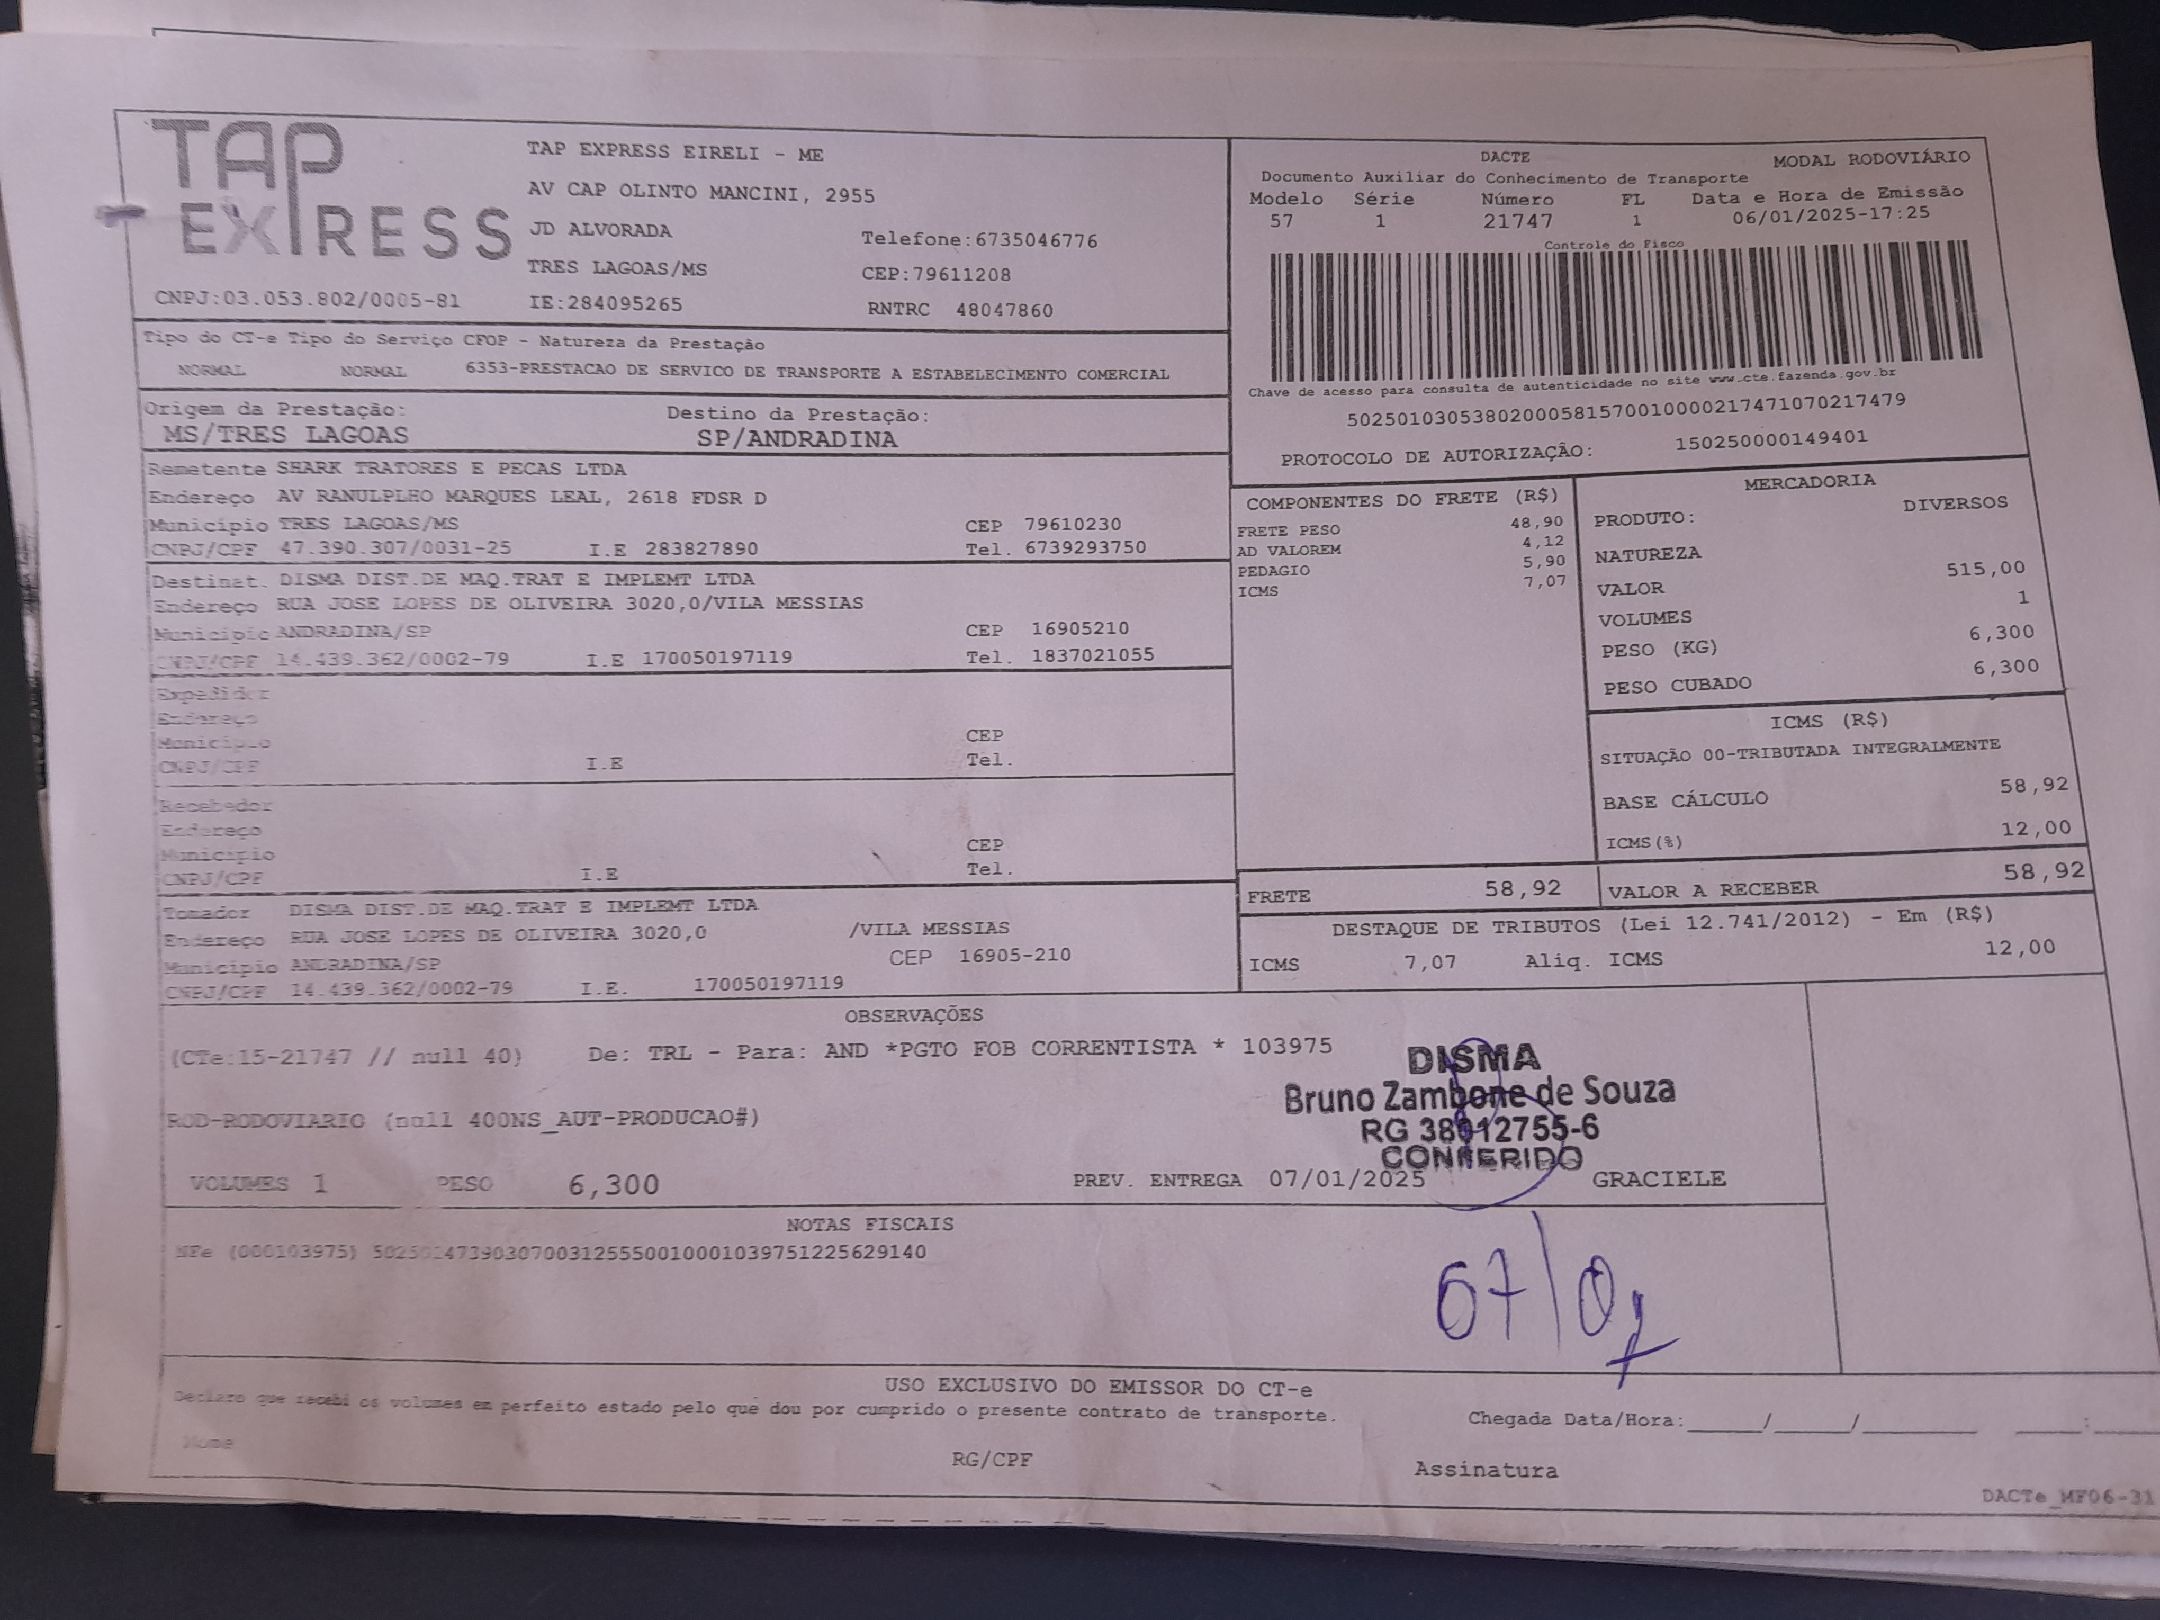 TAP
EXPRESS
TAP EXPRESS EIRELI - ME
AV CAP OLINTO MANCINI, 2955
JD ALVORADA
Telefone:6735046776
TRES LAGOAS/MS
CEP:79611208
CNPJ:03.053.802/0005-81
IE:284095265
RNTRC 48047860
DACTE
MODAL RODOVIÁRIO
Documento Auxiliar do Conhecimento de Transporte
Modelo Série Número FL Data e Hora de Emissão
57 1 21747 1 06/01/2025-17:25
Controle do Fisco
Chave de acesso para consulta de autenticidade no site www.cte.fazenda.gov.br
50250103053802000581570010000217471070217479
PROTOCOLO DE AUTORIZAÇÃO: 150250000149401
Tipo do CT-e Tipo do Serviço CFOP - Natureza da Prestação
NORMAL NORMAL 6353-PRESTACAO DE SERVICO DE TRANSPORTE A ESTABELECIMENTO COMERCIAL
Origem da Prestação: Destino da Prestação:
MS/TRES LAGOAS SP/ANDRADINA
Remetente SHARK TRATORES E PECAS LTDA
Endereço AV RANULPLHO MARQUES LEAL, 2618 FDSR D
Município TRES LAGOAS/MS CEP 79610230
CNPJ/CPF 47.390.307/0031-25 I.E 283827890 Tel. 6739293750
Destinat. DISMA DIST.DE MAQ.TRAT E IMPLEMT LTDA
Endereço RUA JOSE LOPES DE OLIVEIRA 3020,0/VILA MESSIAS
Município ANDRADINA/SP CEP 16905210
CNPJ/CPF 14.439.362/0002-79 I.E 170050197119 Tel. 1837021055
Expedidor
Endereço
Município CEP
CNPJ/CPF I.E Tel.
Recebedor
Endereço
Município CEP
CNPJ/CPF I.E Tel.
Tomador DISMA DIST.DE MAQ.TRAT E IMPLEMT LTDA
Endereço RUA JOSE LOPES DE OLIVEIRA 3020,0 /VILA MESSIAS
Município ANDRADINA/SP CEP 16905-210
CNPJ/CPF 14.439.362/0002-79 I.E. 170050197119
COMPONENTES DO FRETE (R$)
FRETE PESO 48,90
AD VALOREM 4,12
PEDAGIO 5,90
ICMS 7,07
MERCADORIA
PRODUTO: DIVERSOS
NATUREZA
VALOR 515,00
VOLUMES 1
PESO (KG) 6,300
PESO CUBADO 6,300
ICMS (R$)
SITUAÇÃO 00-TRIBUTADA INTEGRALMENTE
BASE CÁLCULO 58,92
ICMS(%) 12,00
FRETE 58,92 VALOR A RECEBER 58,92
DESTAQUE DE TRIBUTOS (Lei 12.741/2012) - Em (R$)
ICMS 7,07 Aliq. ICMS 12,00
OBSERVAÇÕES
(CTe:15-21747 // null 40) De: TRL - Para: AND *PGTO FOB CORRENTISTA * 103975
ROD-RODOVIARIO (null 400NS_AUT-PRODUCAO#)
DISMA
Bruno Zambone de Souza
RG 38012755-6
CONFERIDO
VOLUMES 1 PESO 6,300 PREV. ENTREGA 07/01/2025 GRACIELE
NOTAS FISCAIS
NFe (000103975)
07/01
USO EXCLUSIVO DO EMISSOR DO CT-e
Declaro que recebi os volumes em perfeito estado pelo que dou por cumprido o presente contrato de transporte.
Chegada Data/Hora:____/____/______ ____:____
Nome RG/CPF Assinatura
DACTe_MF06-31